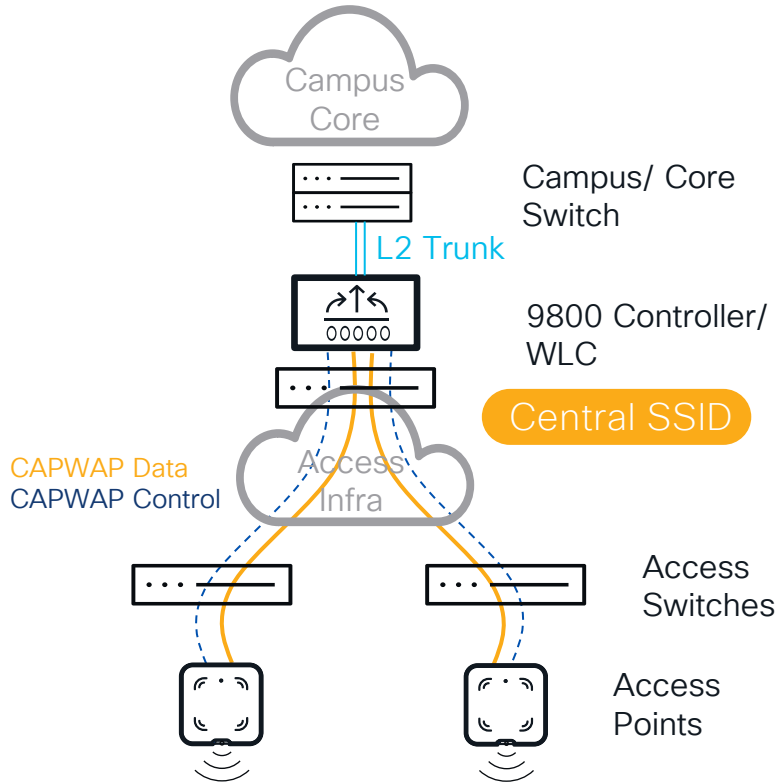 Campus
Core
Campus/ Core
Switch
L2 Trunk
9800 Controller/
WLC
Central SSID
CAPWAP Data
CAPWAP Control
Access
Infra
Access
Switches
Access
Points